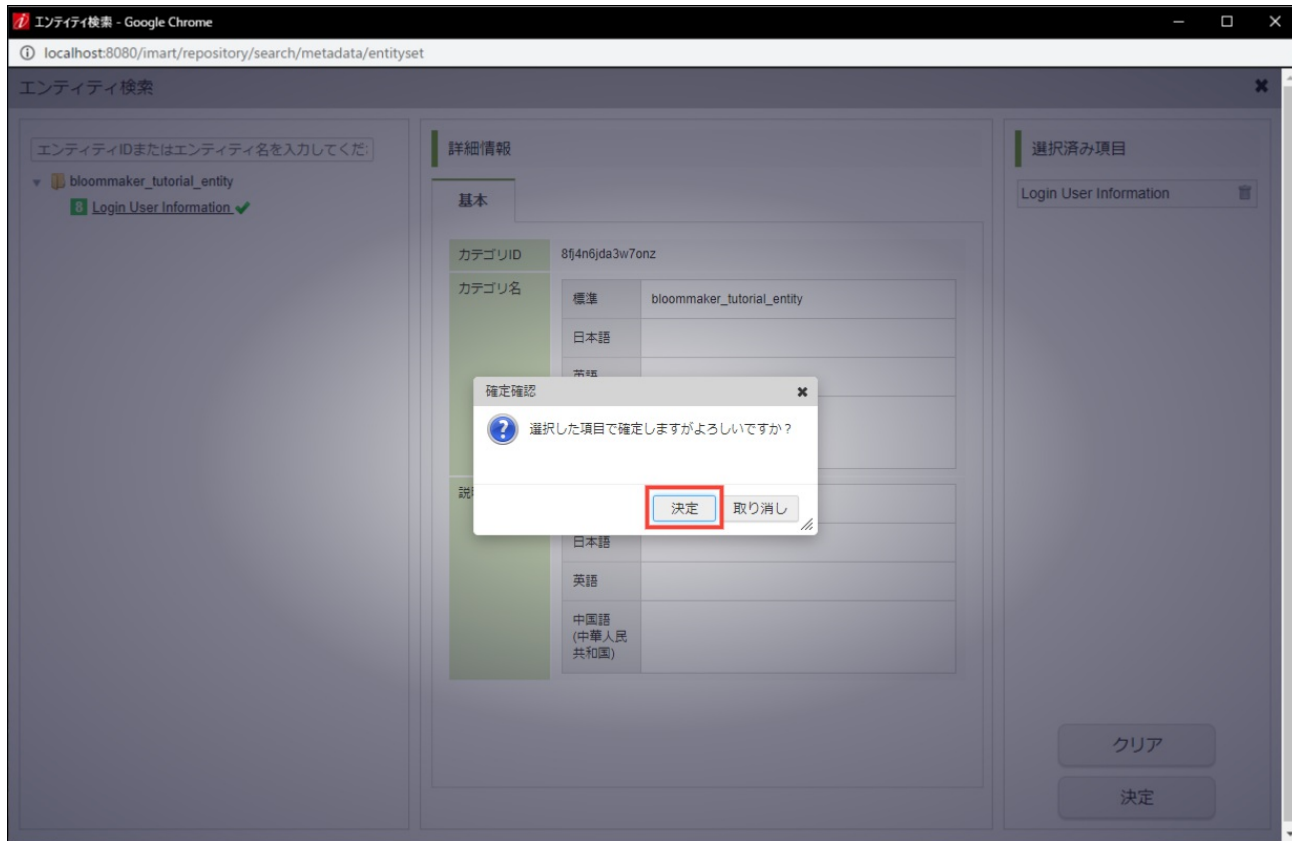 エンティティ検索 - Google Chrome
localhost:8080/imart/repository/search/metadata/entityset
エンティティ検索
エンティティIDまたはエンティティ名を入力してくだ
bloommaker_tutorial_entity
8 Login User Information
詳細情報
基本
カテゴリID 8fj4n6jda3w7onz
カテゴリ名
標準 bloommaker_tutorial_entity
日本語
英語
説
日本語
英語
中国語
(中華人民
共和国)
確定確認
選択した項目で確定しますがよろしいですか?
決定 取り消し
選択済み項目
Login User Information
クリア
決定